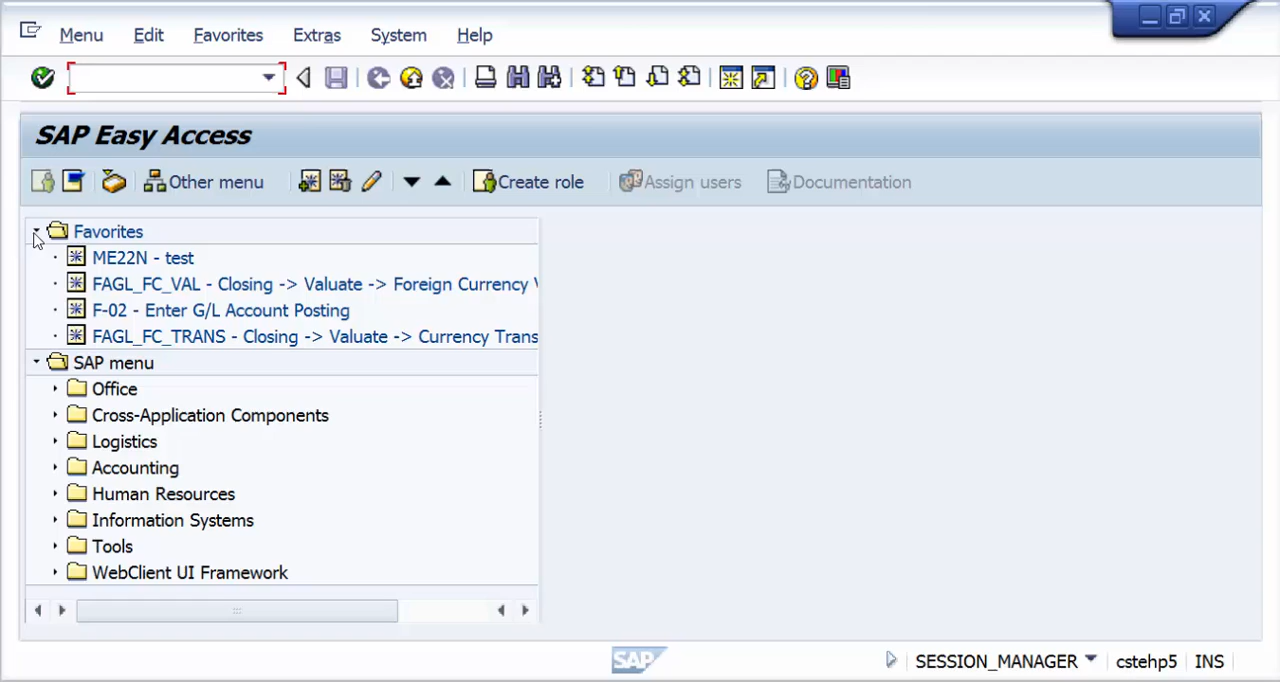 Menu Edit Favorites Extras System Help
SAP Easy Access
Other menu Create role Assign users Documentation
Favorites
ME22N - test
FAGL_FC_VAL - Closing -> Valuate -> Foreign Currency
F-02 - Enter G/L Account Posting
FAGL_FC_TRANS - Closing -> Valuate -> Currency Trans
SAP menu
Office
Cross-Application Components
Logistics
Accounting
Human Resources
Information Systems
Tools
WebClient UI Framework
SAP SESSION_MANAGER cstehp5 INS